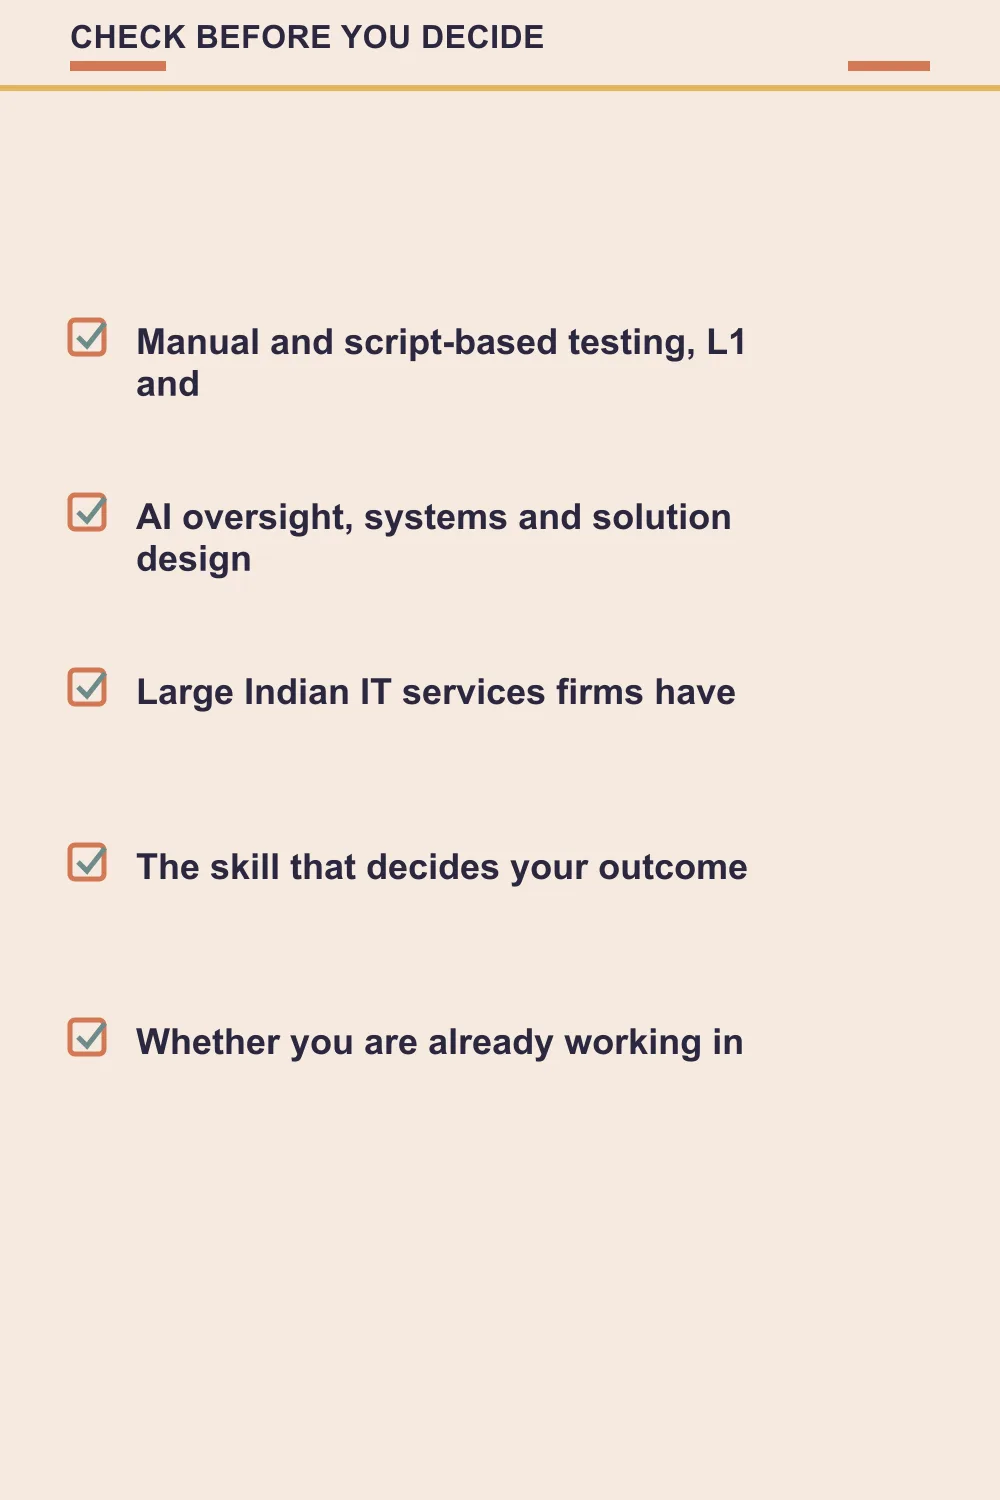 CHECK BEFORE YOU DECIDE
Manual and script-based testing, L1
and
AI oversight, systems and solution
design
Large Indian IT services firms have
The skill that decides your outcome
Whether you are already working in